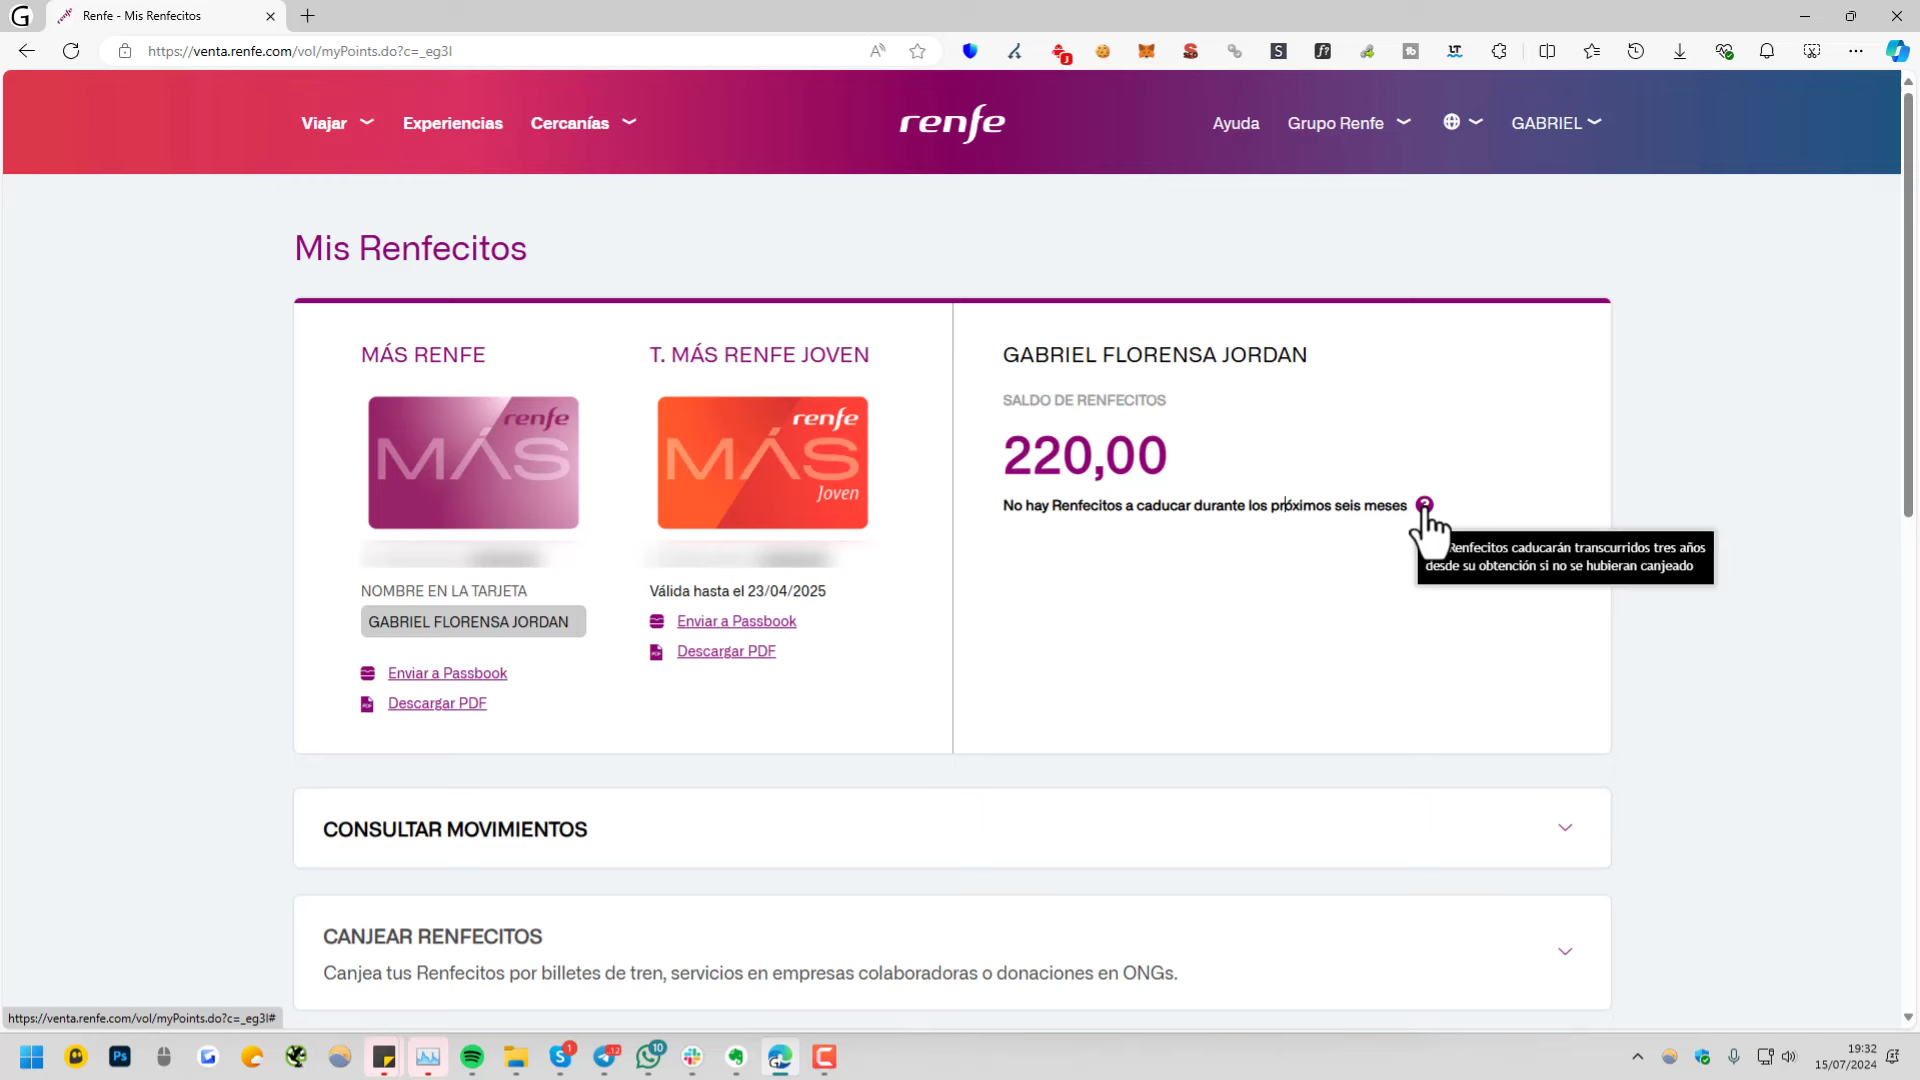 Renfe - Mis Renfecitos
https://venta.renfe.com/vol/myPoints.do?c=_eg3I
Viajar
Experiencias
Cercanías
renfe
Ayuda
Grupo Renfe
GABRIEL
Mis Renfecitos
MÁS RENFE
renfe
MÁS
NOMBRE EN LA TARJETA
GABRIEL FLORENSA JORDAN
Enviar a Passbook
Descargar PDF
T. MÁS RENFE JOVEN
renfe
MÁS
Joven
Válida hasta el 23/04/2025
Enviar a Passbook
Descargar PDF
GABRIEL FLORENSA JORDAN
SALDO DE RENFECITOS
220,00
No hay Renfecitos a caducar durante los próximos seis meses
Renfecitos caducarán transcurridos tres años
desde su obtención si no se hubieran canjeado
CONSULTAR MOVIMIENTOS
CANJEAR RENFECITOS
Canjea tus Renfecitos por billetes de tren, servicios en empresas colaboradoras o donaciones en ONGs.
https://venta.renfe.com/vol/myPoints.do?c=_eg3I#
19:32
15/07/2024